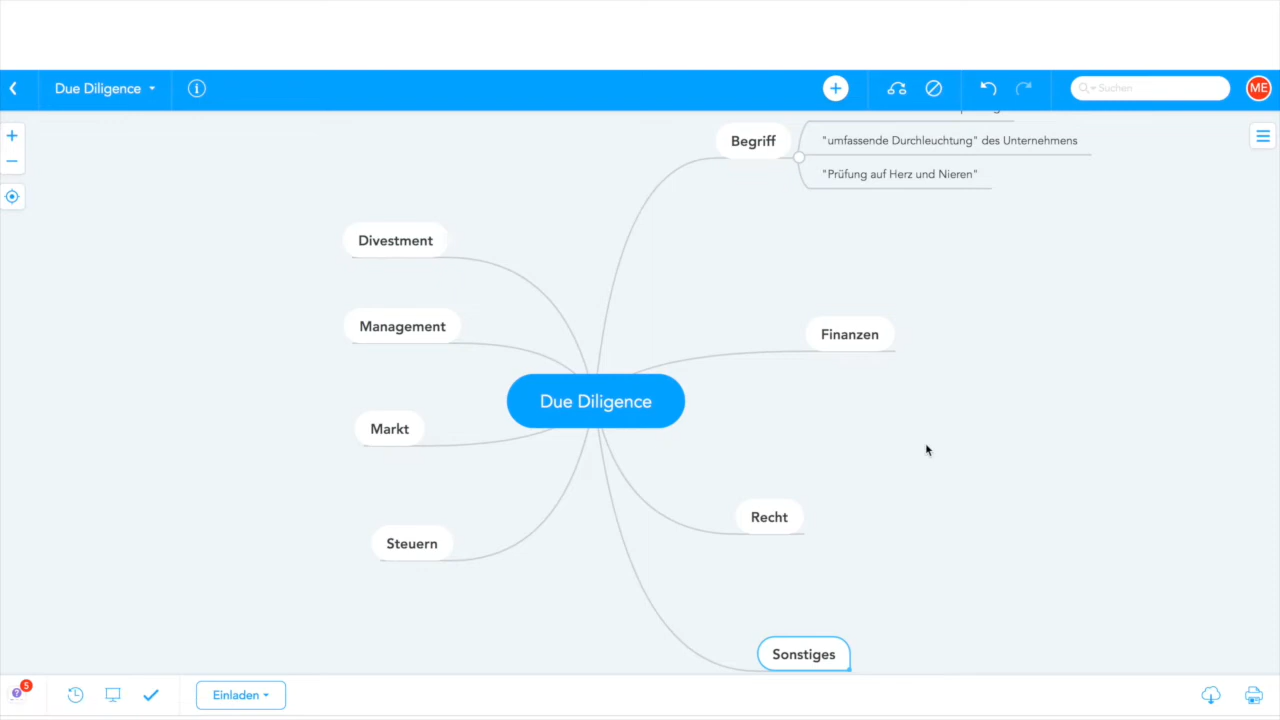 Due Diligence
Suchen
ME
Begriff
"umfassende Durchleuchtung" des Unternehmens
"Prüfung auf Herz und Nieren"
Divestment
Management
Finanzen
Due Diligence
Markt
Recht
Steuern
Sonstiges
5
Einladen